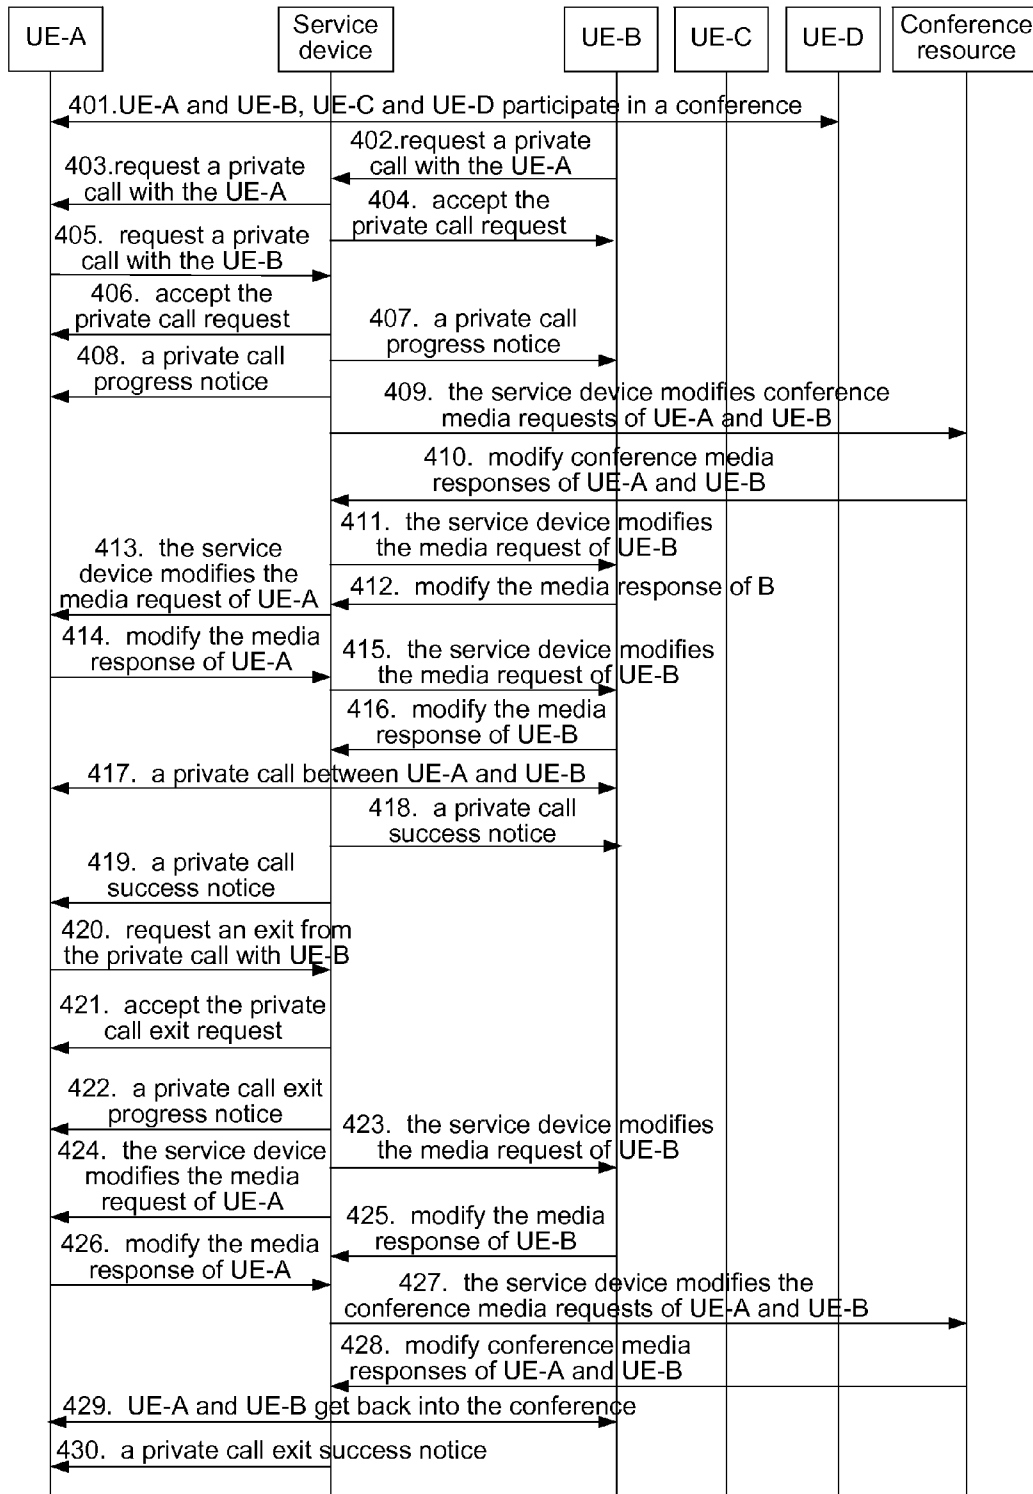 UE-A
Service
device
UE-B
UE-C
UE-D
Conference
resource
401.UE-A and UE-B, UE-C and UE-D participate in a conference
402.request a private
call with the UE-A
403.request a private
call with the UE-A
404. accept the
private call request
405. request a private
call with the UE-B
406. accept the
private call request
407. a private call
progress notice
408. a private call
progress notice
409. the service device modifies conference
media requests of UE-A and UE-B
410. modify conference media
responses of UE-A and UE-B
411. the service device modifies
the media request of UE-B
412. modify the media response of B
413. the service
device modifies the
media request of UE-A
414. modify the media
response of UE-A
415. the service device modifies
the media request of UE-B
416. modify the media
response of UE-B
417. a private call between UE-A and UE-B
418. a private call
success notice
419. a private call
success notice
420. request an exit from
the private call with UE-B
421. accept the private
call exit request
422. a private call exit
progress notice
423. the service device modifies
the media request of UE-B
424. the service device
modifies the media
request of UE-A
425. modify the media
response of UE-B
426. modify the media
response of UE-A
427. the service device modifies the
conference media requests of UE-A and UE-B
428. modify conference media
responses of UE-A and UE-B
429. UE-A and UE-B get back into the conference
430. a private call exit success notice